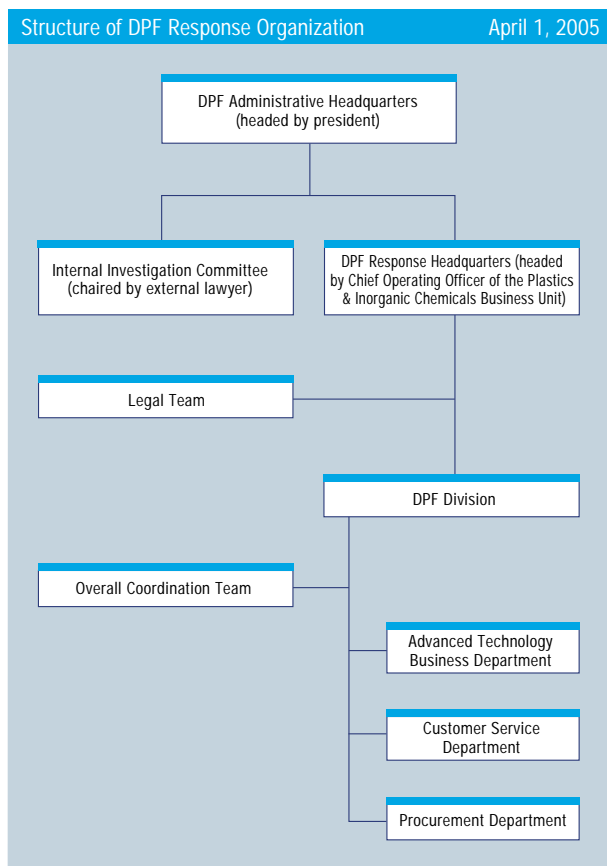 Structure of DPF Response Organization April 1, 2005
DPF Administrative Headquarters
(headed by president)
Internal Investigation Committee
(chaired by external lawyer)
DPF Response Headquarters (headed
by Chief Operating Officer of the Plastics
& Inorganic Chemicals Business Unit)
Legal Team
DPF Division
Overall Coordination Team
Advanced Technology
Business Department
Customer Service
Department
Procurement Department